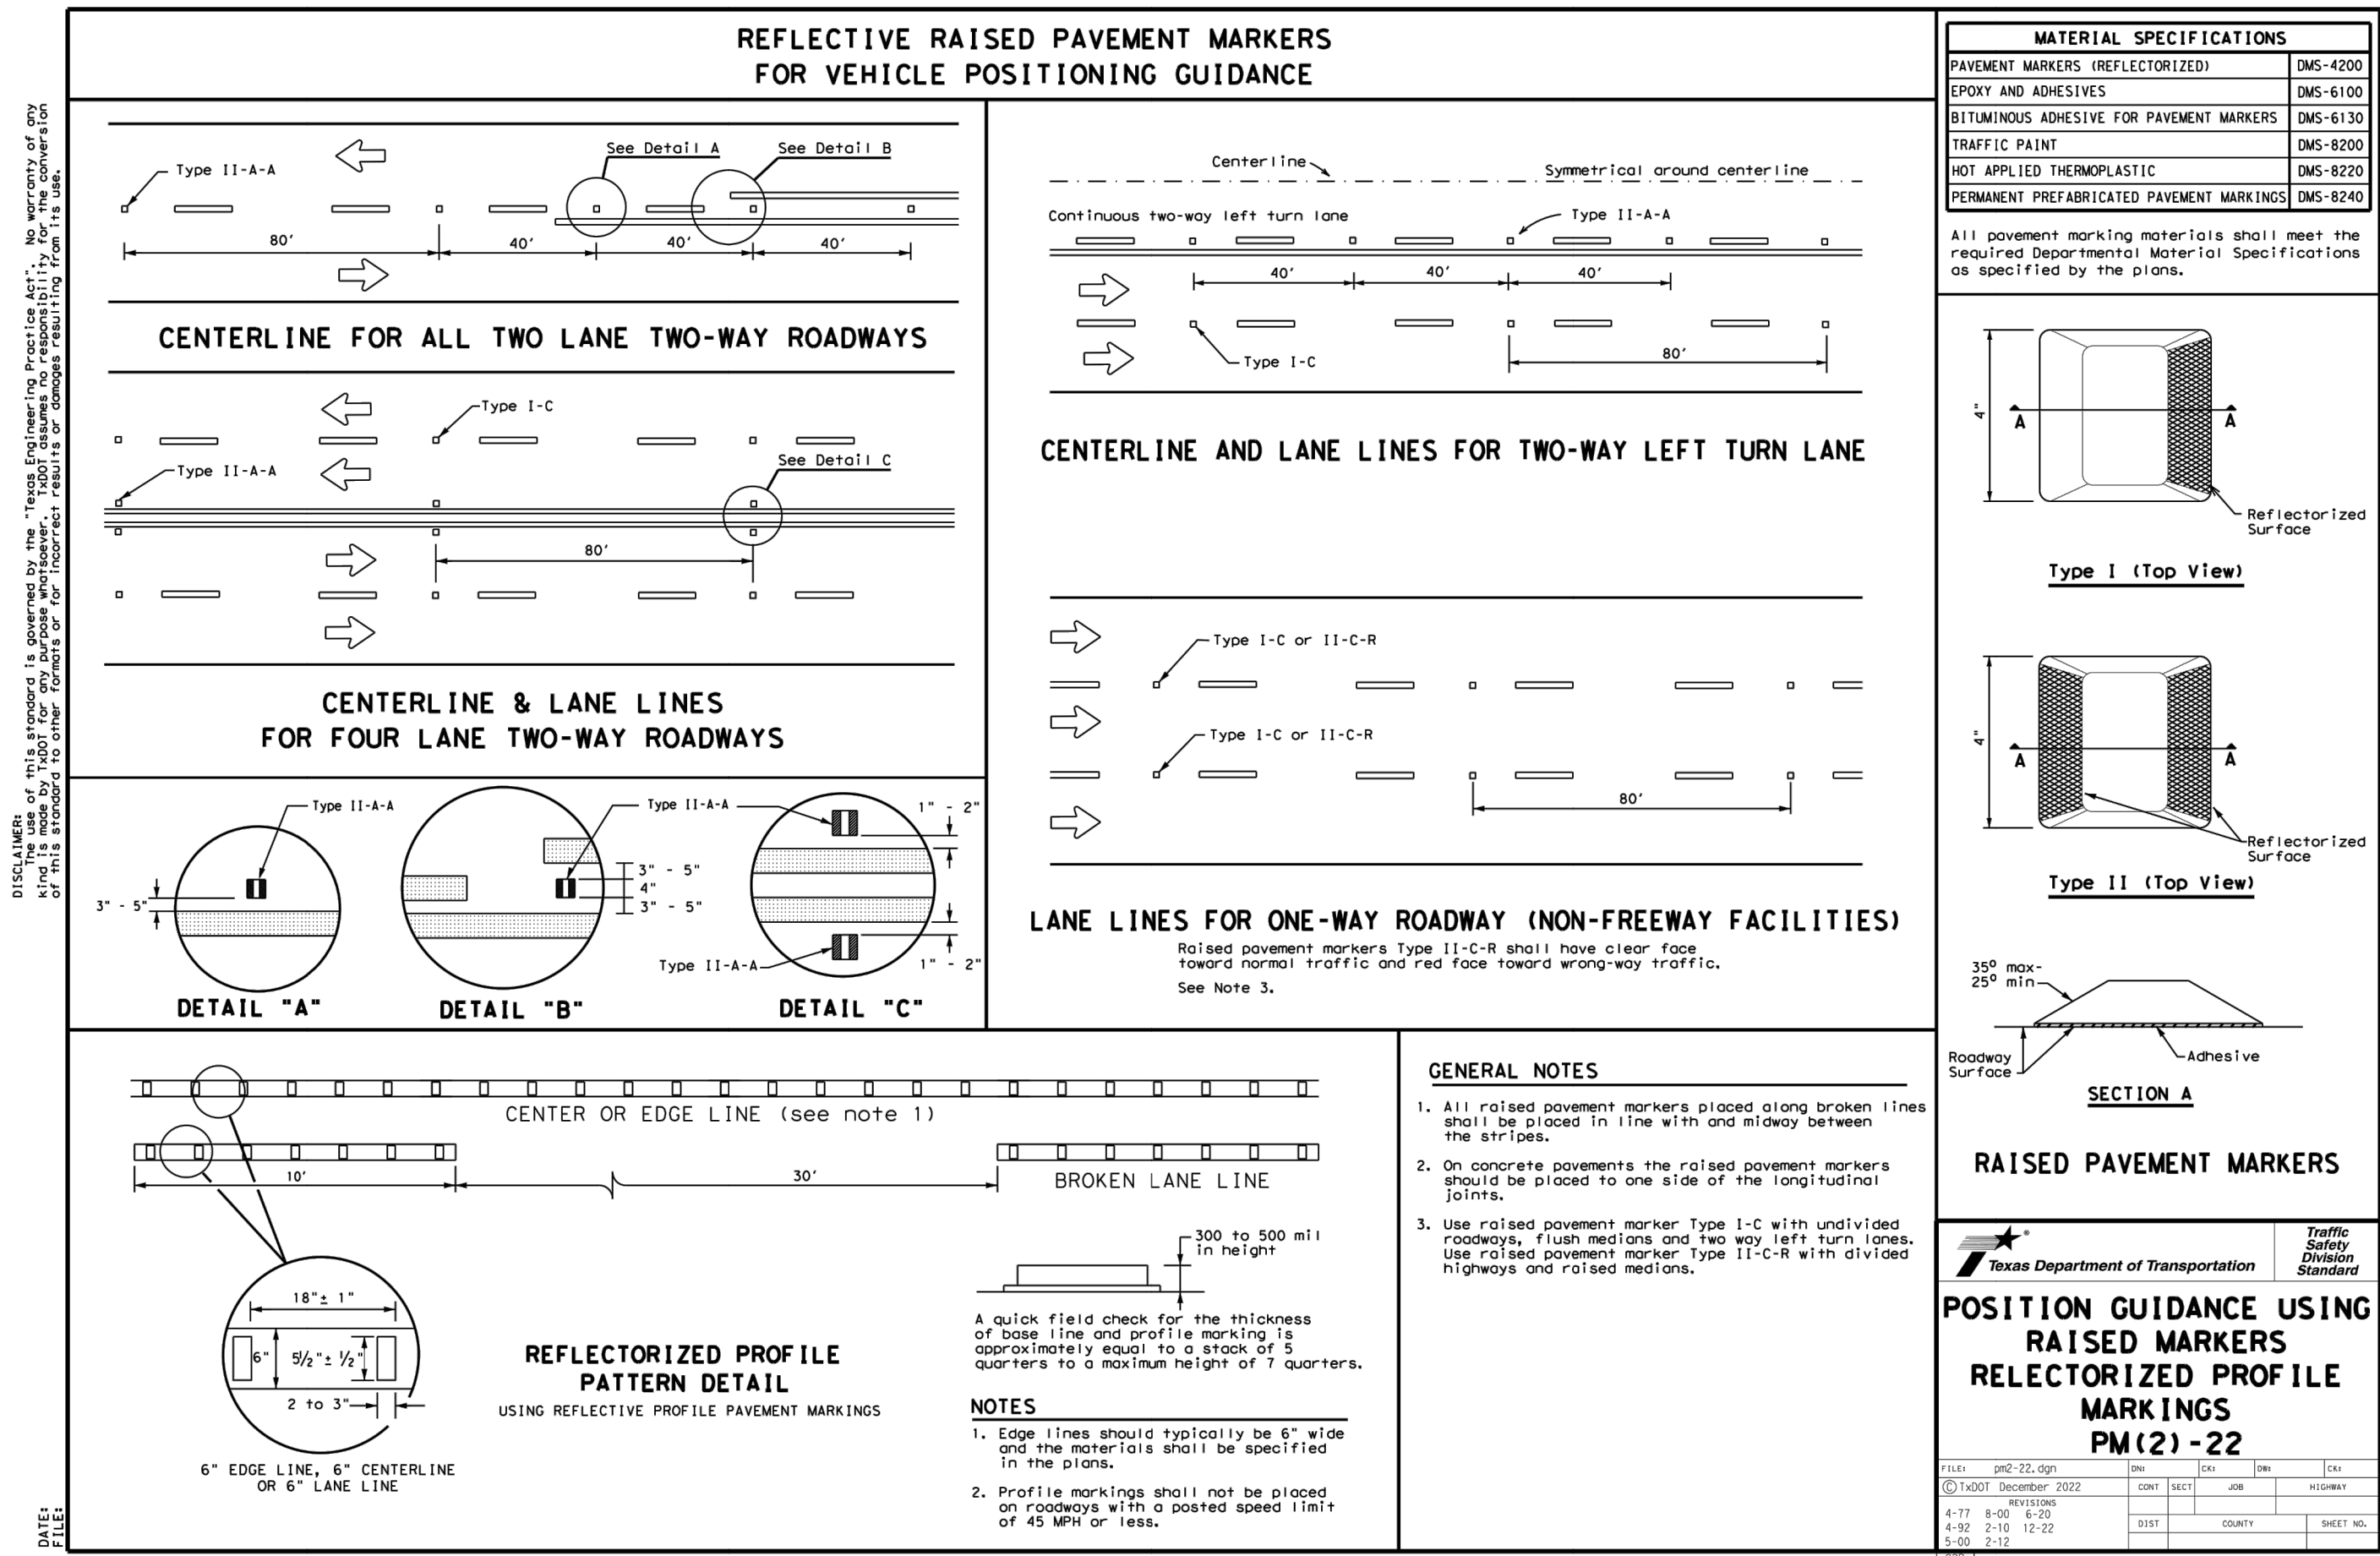 REFLECTIVE RAISED PAVEMENT MARKERS
FOR VEHICLE POSITIONING GUIDANCE
DISCLAIMER:
The use of this standard is governed by the "Texas Engineering Practice Act". No warranty of any
kind is made by TxDOT for any purpose whatsoever. TxDOT assumes no responsibility for the conversion
of this standard to other formats or for incorrect results or damages resulting from its use.
DATE:
FILE:
See Detail A
See Detail B
Type II-A-A
80'
40'
40'
40'
CENTERLINE FOR ALL TWO LANE TWO-WAY ROADWAYS
Type I-C
Type II-A-A
See Detail C
80'
CENTERLINE & LANE LINES
FOR FOUR LANE TWO-WAY ROADWAYS
Type II-A-A
3" - 5"
DETAIL "A"
Type II-A-A
3" - 5"
4"
3" - 5"
DETAIL "B"
1" - 2"
Type II-A-A
1" - 2"
DETAIL "C"
Centerline
Symmetrical around centerline
Continuous two-way left turn lane
Type II-A-A
40'
40'
40'
Type I-C
80'
CENTERLINE AND LANE LINES FOR TWO-WAY LEFT TURN LANE
Type I-C or II-C-R
Type I-C or II-C-R
80'
LANE LINES FOR ONE-WAY ROADWAY (NON-FREEWAY FACILITIES)
Raised pavement markers Type II-C-R shall have clear face
toward normal traffic and red face toward wrong-way traffic.
See Note 3.
CENTER OR EDGE LINE (see note 1)
10'
30'
BROKEN LANE LINE
18"± 1"
6"
5½"± ½"
2 to 3"
6" EDGE LINE, 6" CENTERLINE
OR 6" LANE LINE
REFLECTORIZED PROFILE
PATTERN DETAIL
USING REFLECTIVE PROFILE PAVEMENT MARKINGS
300 to 500 mil
in height
A quick field check for the thickness
of base line and profile marking is
approximately equal to a stack of 5
quarters to a maximum height of 7 quarters.
NOTES
1. Edge lines should typically be 6" wide
and the materials shall be specified
in the plans.
2. Profile markings shall not be placed
on roadways with a posted speed limit
of 45 MPH or less.
GENERAL NOTES
1. All raised pavement markers placed along broken lines
shall be placed in line with and midway between
the stripes.
2. On concrete pavements the raised pavement markers
should be placed to one side of the longitudinal
joints.
3. Use raised pavement marker Type I-C with undivided
roadways, flush medians and two way left turn lanes.
Use raised pavement marker Type II-C-R with divided
highways and raised medians.
MATERIAL SPECIFICATIONS
PAVEMENT MARKERS (REFLECTORIZED) DMS-4200
EPOXY AND ADHESIVES DMS-6100
BITUMINOUS ADHESIVE FOR PAVEMENT MARKERS DMS-6130
TRAFFIC PAINT DMS-8200
HOT APPLIED THERMOPLASTIC DMS-8220
PERMANENT PREFABRICATED PAVEMENT MARKINGS DMS-8240
All pavement marking materials shall meet the
required Departmental Material Specifications
as specified by the plans.
4"
A
A
Reflectorized
Surface
Type I (Top View)
4"
A
A
Reflectorized
Surface
Type II (Top View)
35° max-
25° min
Roadway
Surface
Adhesive
SECTION A
RAISED PAVEMENT MARKERS
®
Texas Department of Transportation
Traffic
Safety
Division
Standard
POSITION GUIDANCE USING
RAISED MARKERS
RELECTORIZED PROFILE
MARKINGS
PM(2)-22
FILE: pm2-22.dgn DN: CK: DW: CK:
© TxDOT December 2022 CONT SECT JOB HIGHWAY
REVISIONS
4-77 8-00 6-20
4-92 2-10 12-22
5-00 2-12
DIST COUNTY SHEET NO.